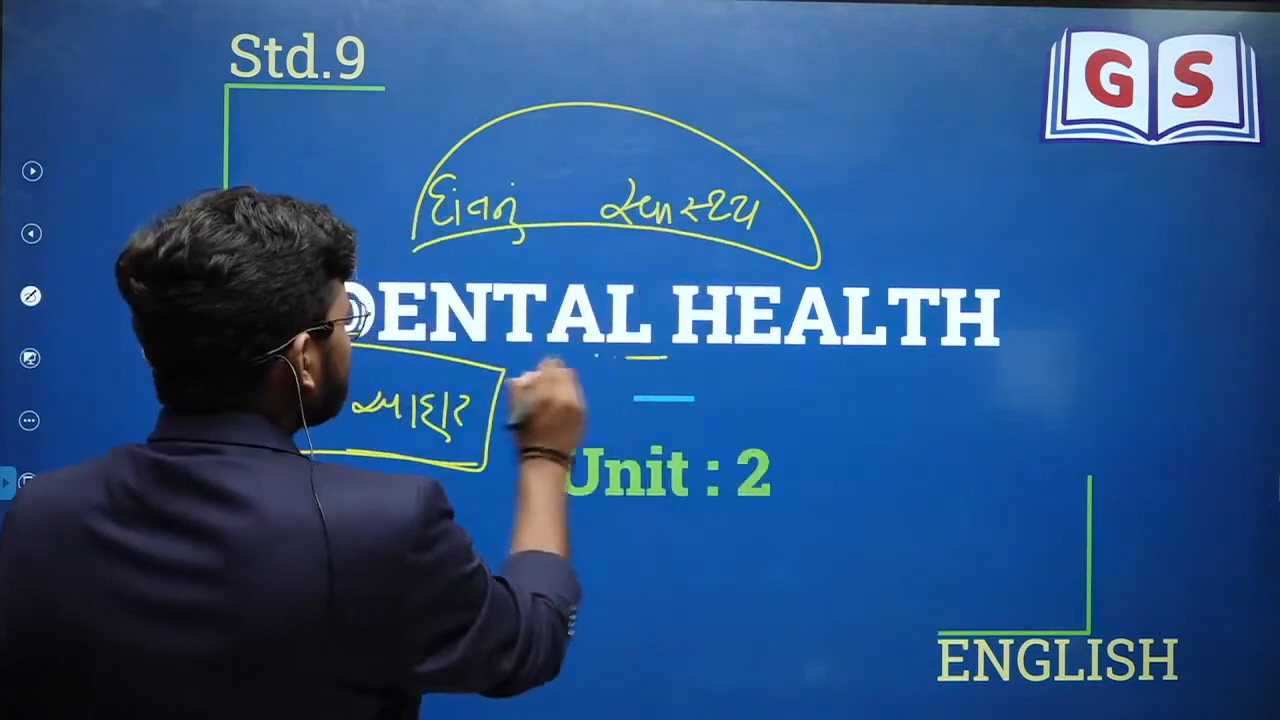 Std.9
GS
દાંતનું સ્વાસ્થ્ય
DENTAL HEALTH
આહાર
Unit : 2
ENGLISH